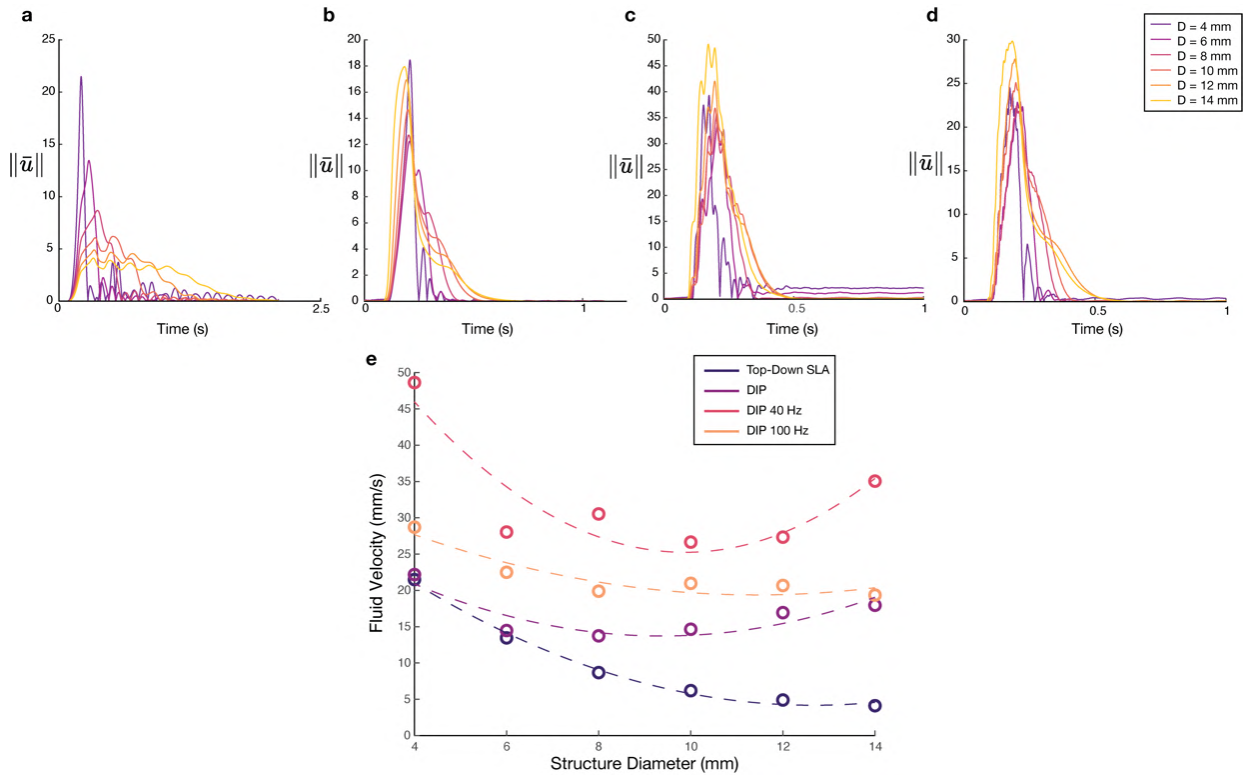 a
25
20
15
10
5
0
0
2.5
‖ū‖
Time (s)
b
20
18
16
14
12
10
8
6
4
2
0
0
1
‖ū‖
Time (s)
c
50
45
40
35
30
25
20
15
10
5
0
0
0.5
1
‖ū‖
Time (s)
d
30
25
20
15
10
5
0
0
0.5
1
‖ū‖
Time (s)
D = 4 mm
D = 6 mm
D = 8 mm
D = 10 mm
D = 12 mm
D = 14 mm
e
Top-Down SLA
DIP
DIP 40 Hz
DIP 100 Hz
50
45
40
35
30
25
20
15
10
5
0
Fluid Velocity (mm/s)
4
6
8
10
12
14
Structure Diameter (mm)